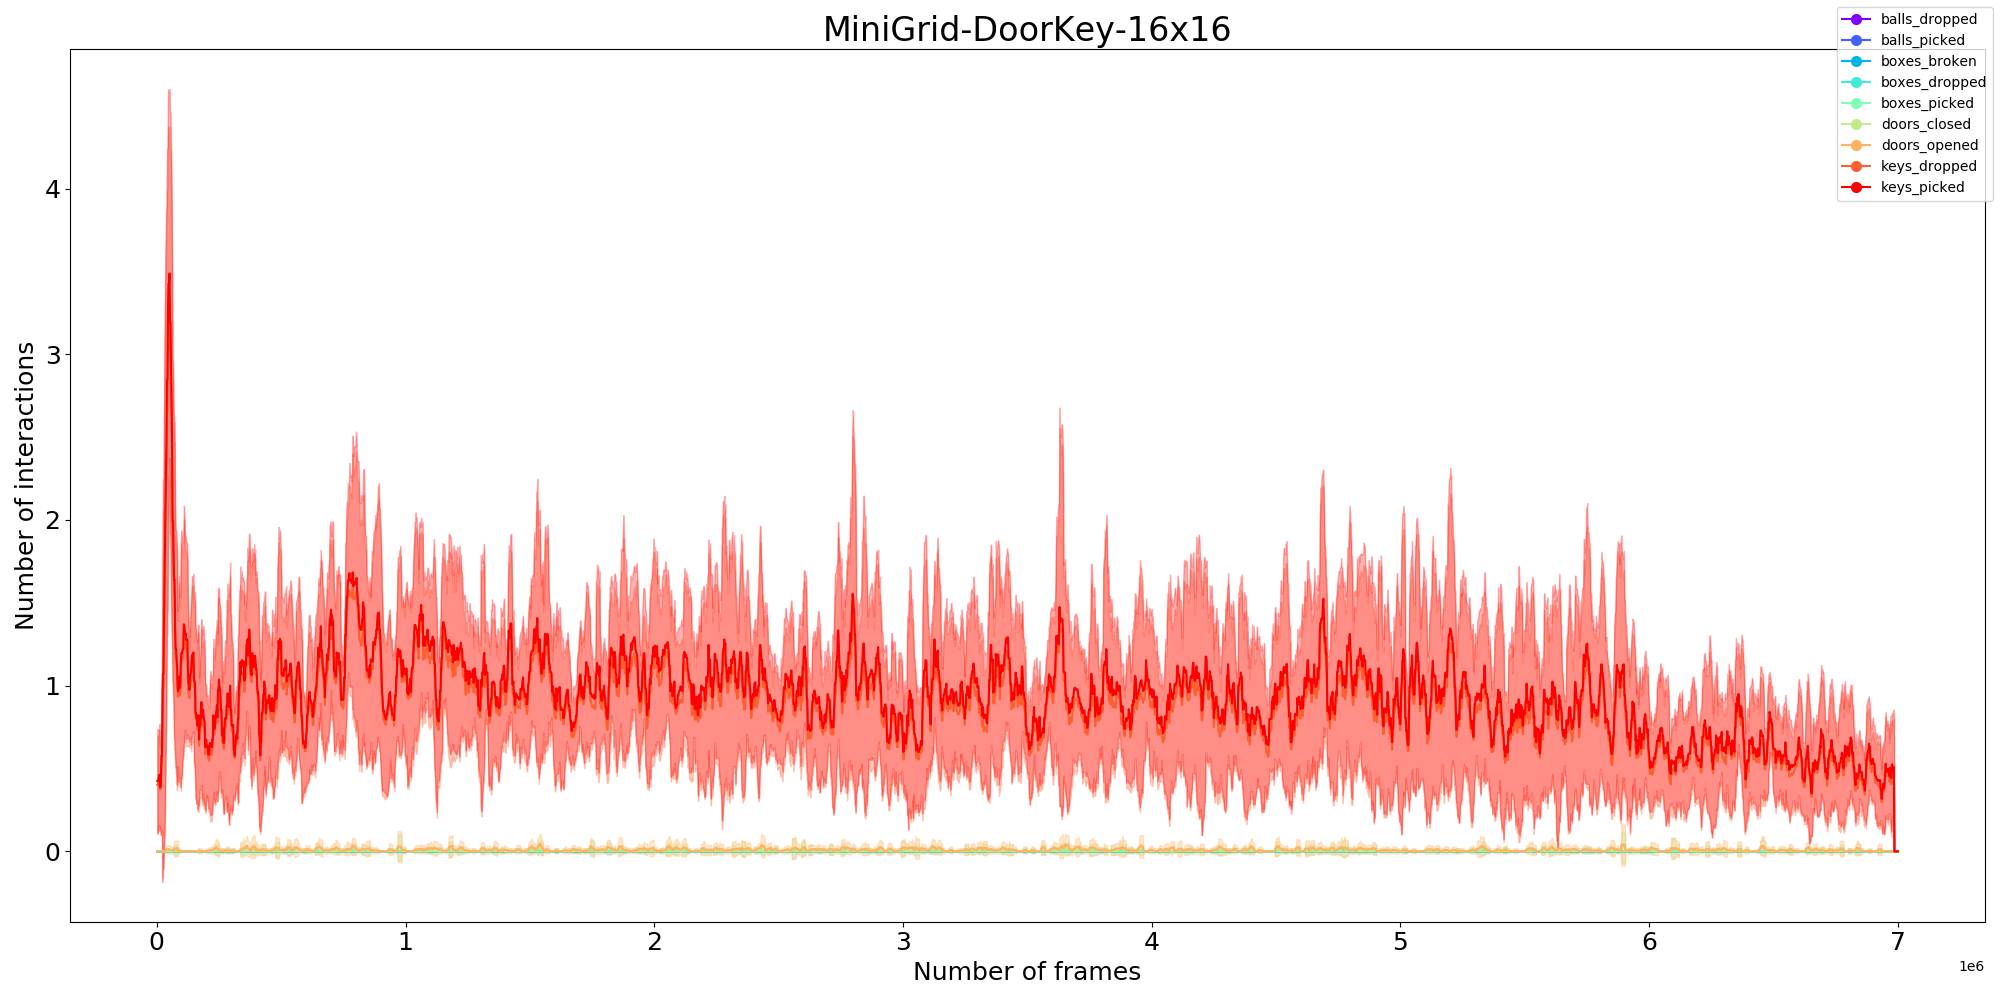 MiniGrid-DoorKey-16x16
balls_dropped
balls_picked
boxes_broken
boxes_dropped
boxes_picked
doors_closed
doors_opened
keys_dropped
keys_picked
Number of interactions
4
3
2
1
0
0 1 2 3 4 5 6 7
1e6
Number of frames